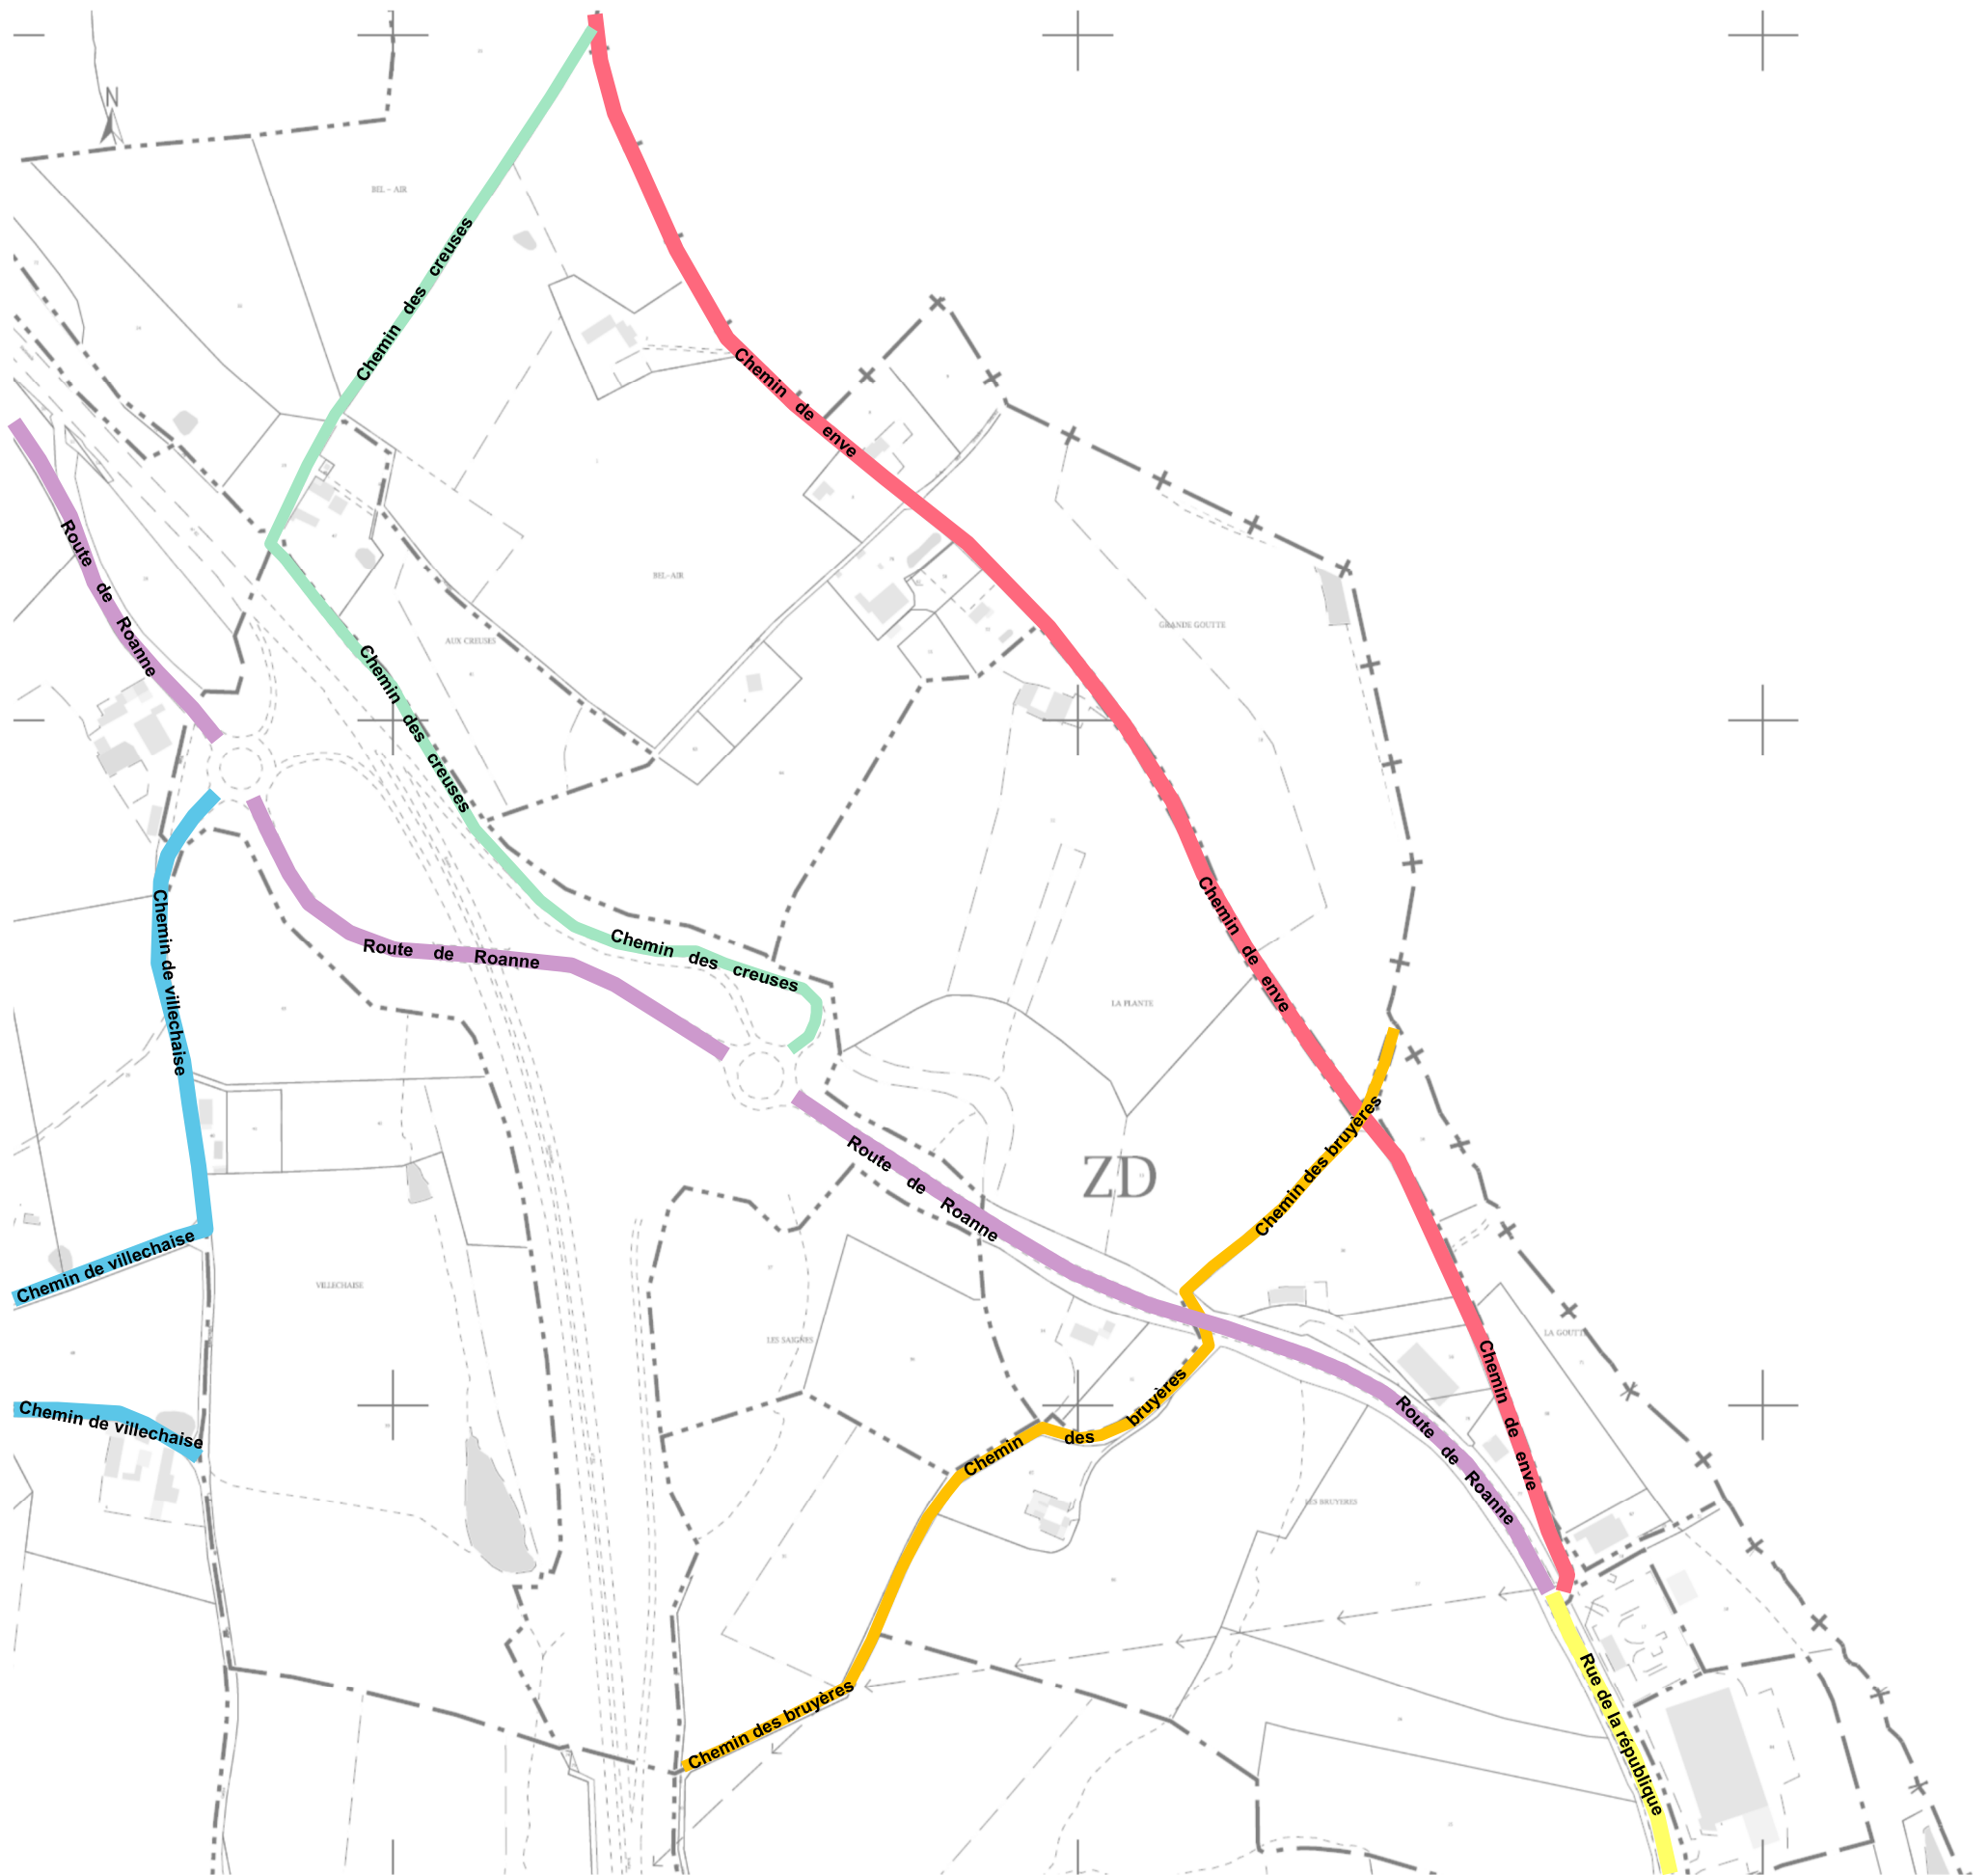 N
BEL - AIR
Chemin des creuses
Chemin de enve
Route de Roanne
BEL-AIR
GRANDE GOUTTE
AUX CREUSES
Chemin des creuses
Chemin de villechaise
Route de Roanne
Chemin des creuses
Chemin de enve
LA PLANTE
Chemin de villechaise
Route de Roanne
ZD
Chemin des bruyères
VILLECHAISE
LES SAIGNES
LA GOUTTE
Chemin de villechaise
Chemin des bruyères
Route de Roanne
Chemin de enve
LES BRUYERES
Chemin des bruyères
Rue de la république